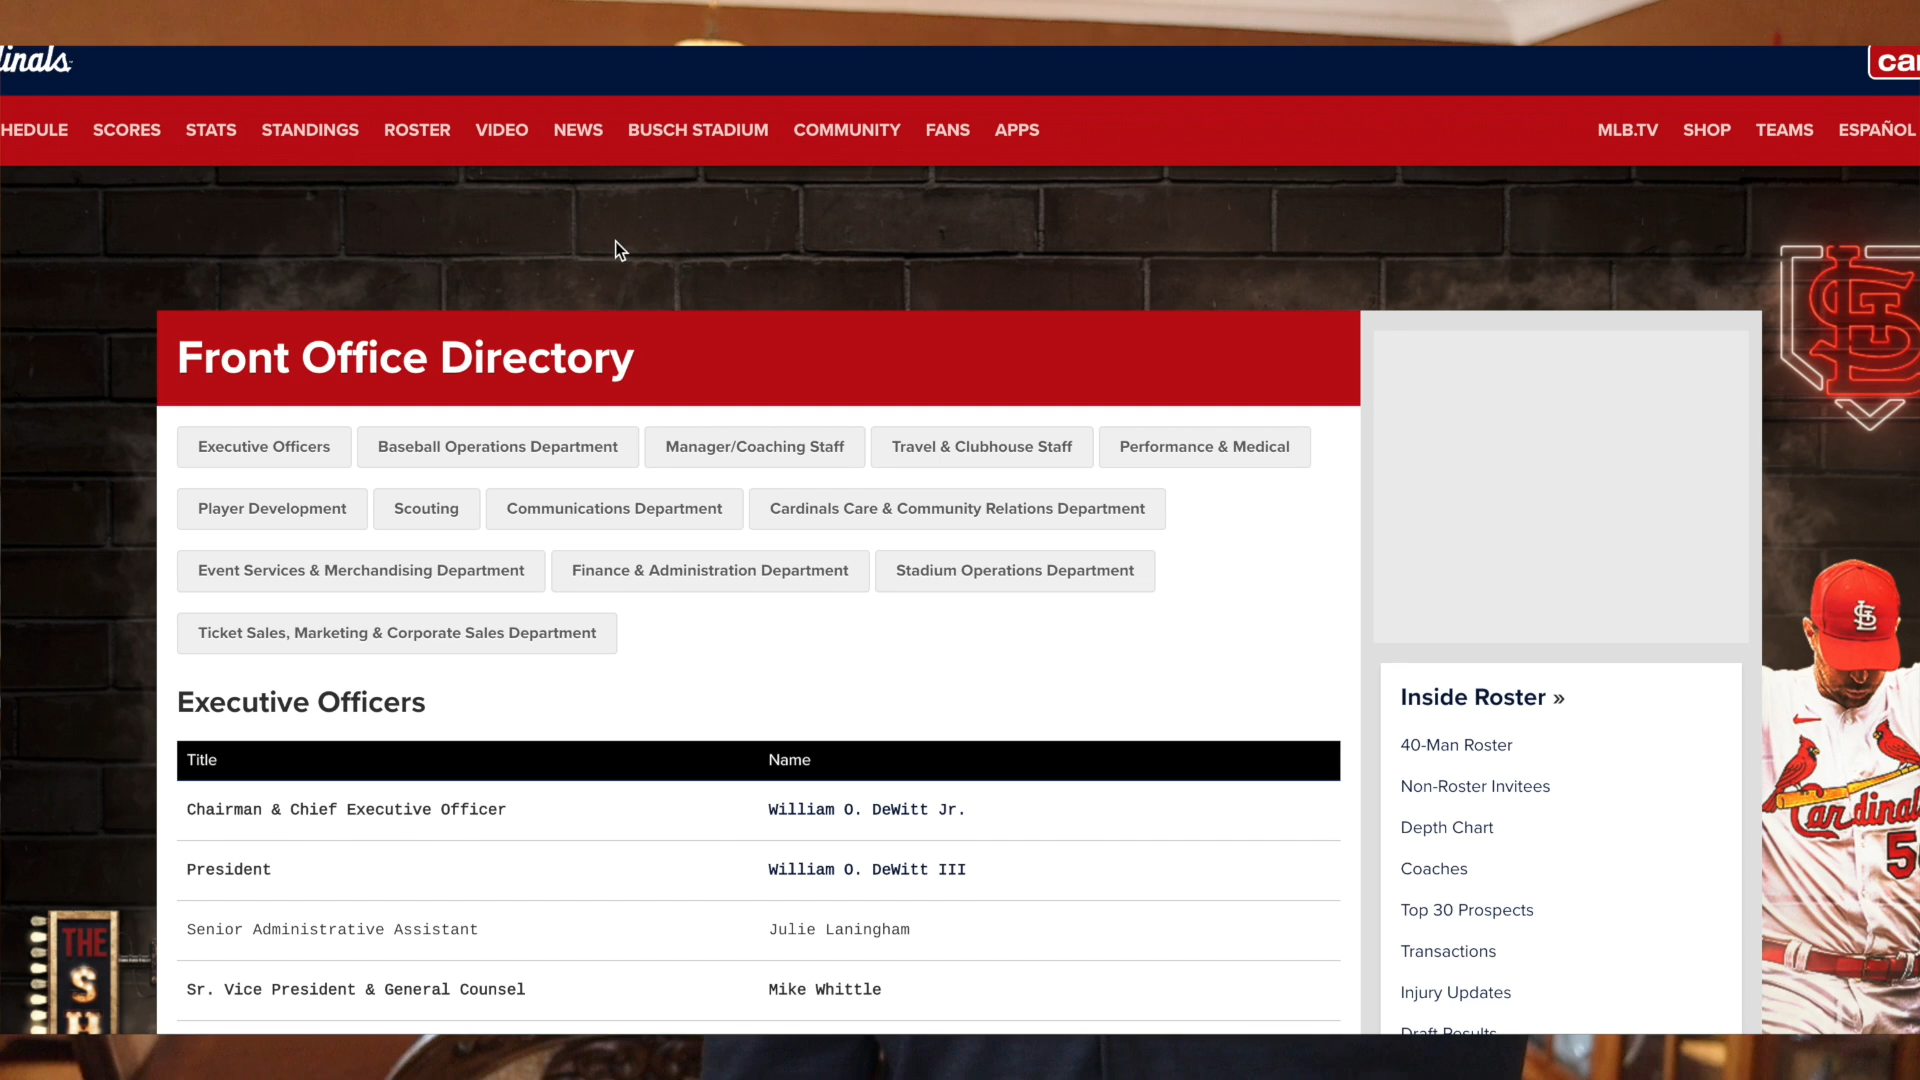 HEDULE SCORES STATS STANDINGS ROSTER VIDEO NEWS BUSCH STADIUM COMMUNITY FANS APPS MLB.TV SHOP TEAMS ESPAÑOL
Front Office Directory
Executive Officers Baseball Operations Department Manager/Coaching Staff Travel & Clubhouse Staff Performance & Medical
Player Development Scouting Communications Department Cardinals Care & Community Relations Department
Event Services & Merchandising Department Finance & Administration Department Stadium Operations Department
Ticket Sales, Marketing & Corporate Sales Department
Executive Officers
Title Name
Chairman & Chief Executive Officer William O. DeWitt Jr.
President William O. DeWitt III
Senior Administrative Assistant Julie Laningham
Sr. Vice President & General Counsel Mike Whittle
Inside Roster »
40-Man Roster
Non-Roster Invitees
Depth Chart
Coaches
Top 30 Prospects
Transactions
Injury Updates
Draft Results
THE
SH
Cardinals
5